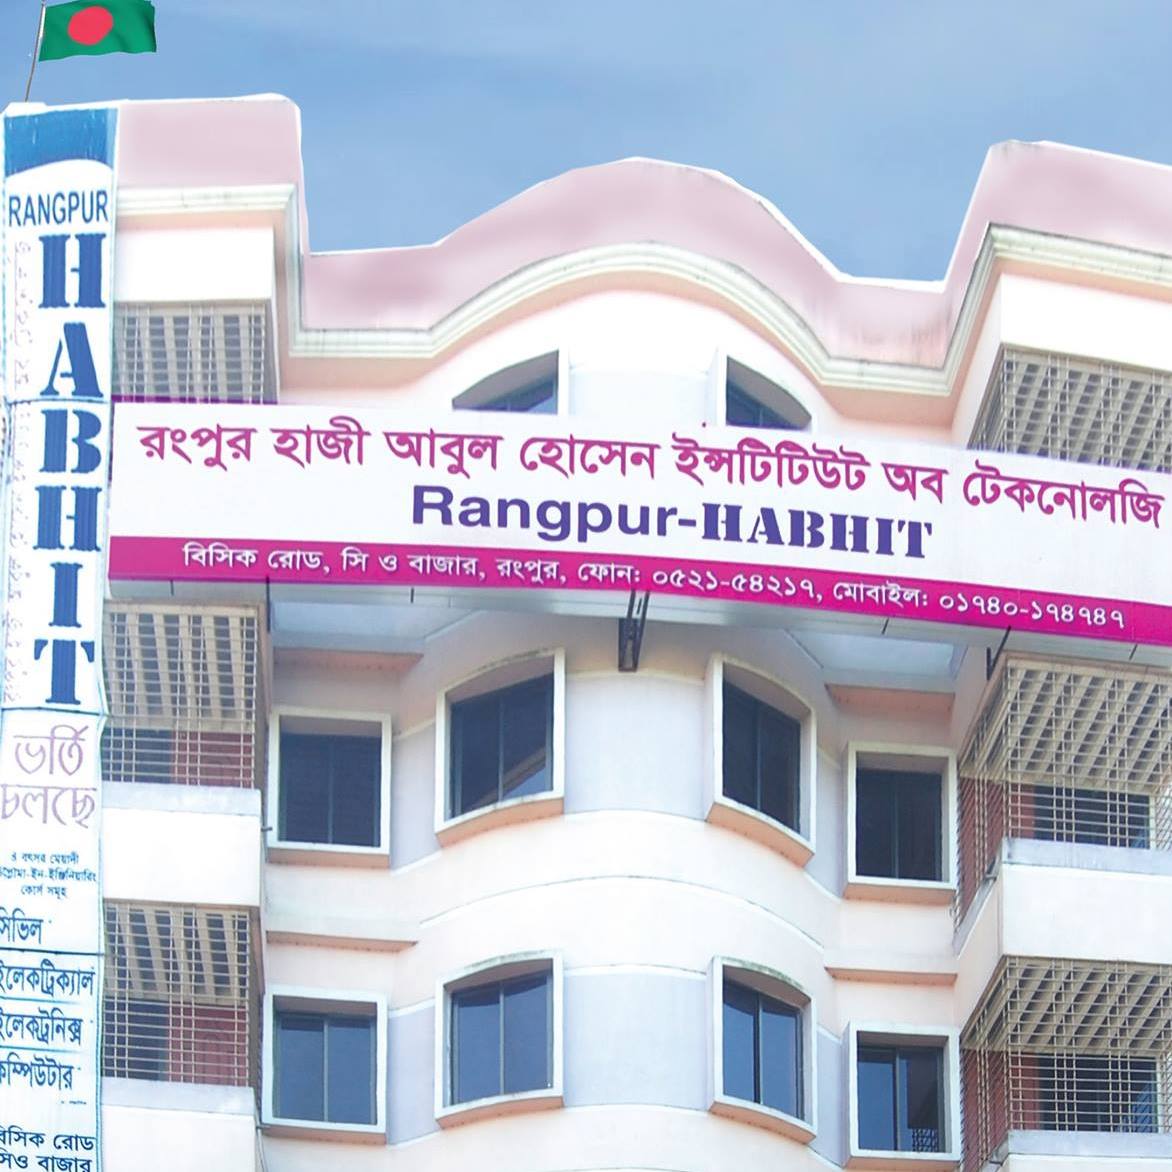 রংপুর হাজী আবুল হোসেন ইন্সটিটিউট অব টেকনোলজি
Rangpur-HABHIT
বিসিক রোড, সি ও বাজার, রংপুর, ফোন: ০৫২১-৫৪২১৭, মোবাইল: ০১৭৪০-১৭৪৭৪৭
RANGPUR
HABHIT
ভর্তি
চলছে
৪ বৎসর মেয়াদী
ডিপ্লোমা-ইন-ইঞ্জিনিয়ারিং
কোর্স সমূহ
সিভিল
ইলেকট্রিক্যাল
ইলেকট্রনিক্স
কম্পিউটার
বিসিক রোড
সিও বাজার